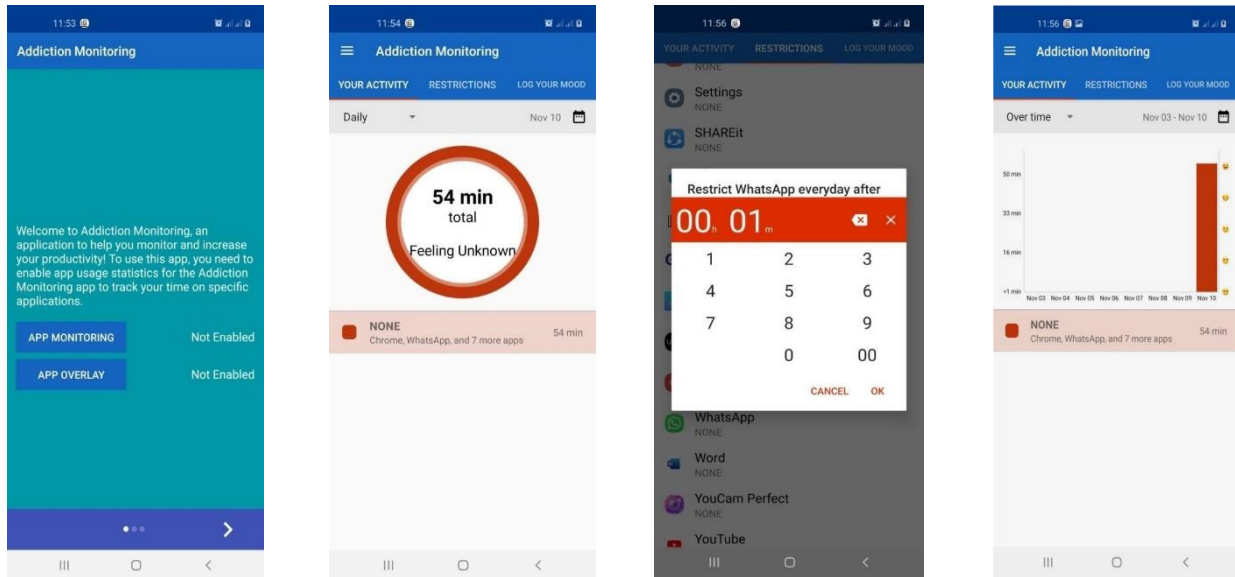 11:53
Addiction Monitoring
Welcome to Addiction Monitoring, an
application to help you monitor and increase
your productivity! To use this app, you need to
enable app usage statistics for the Addiction
Monitoring app to track your time on specific
applications.
APP MONITORING Not Enabled
APP OVERLAY Not Enabled
11:54
Addiction Monitoring
YOUR ACTIVITY RESTRICTIONS LOG YOUR MOOD
Daily Nov 10
54 min
total
Feeling Unknown
NONE
Chrome, WhatsApp, and 7 more apps 54 min
11:56
YOUR ACTIVITY RESTRICTIONS LOG YOUR MOOD
NONE
Settings
NONE
SHAREit
NONE
Restrict WhatsApp everyday after
00h 01m
1 2 3
4 5 6
7 8 9
0 00
CANCEL OK
WhatsApp
NONE
Word
NONE
YouCam Perfect
NONE
YouTube
11:56
Addiction Monitoring
YOUR ACTIVITY RESTRICTIONS LOG YOUR MOOD
Over time Nov 03 - Nov 10
50 min
33 min
16 min
<1 min
Nov 03 Nov 04 Nov 05 Nov 06 Nov 07 Nov 08 Nov 09 Nov 10
NONE
Chrome, WhatsApp, and 7 more apps 54 min